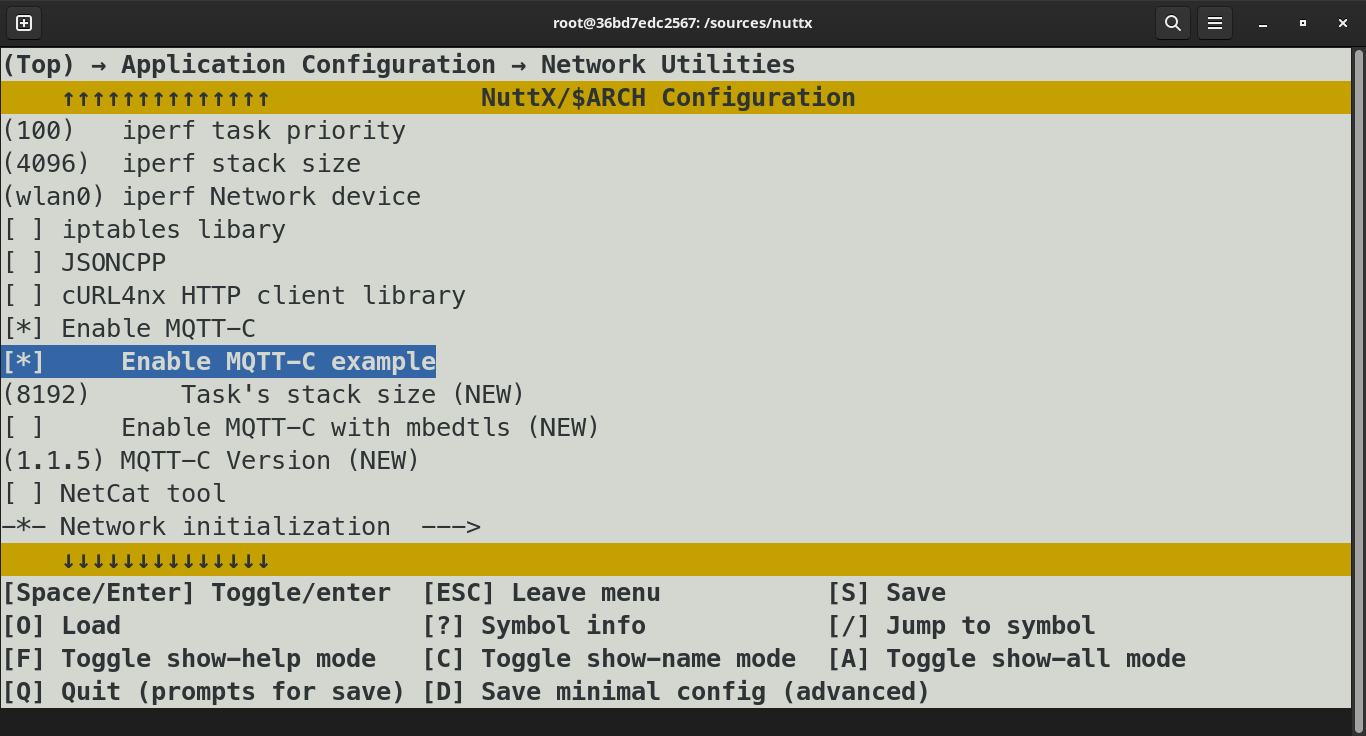 root@36bd7edc2567: /sources/nuttx
(Top) → Application Configuration → Network Utilities
↑↑↑↑↑↑↑↑↑↑↑↑↑↑ NuttX/$ARCH Configuration
(100) iperf task priority
(4096) iperf stack size
(wlan0) iperf Network device
[ ] iptables libary
[ ] JSONCPP
[ ] cURL4nx HTTP client library
[*] Enable MQTT-C
[*] Enable MQTT-C example
(8192) Task's stack size (NEW)
[ ] Enable MQTT-C with mbedtls (NEW)
(1.1.5) MQTT-C Version (NEW)
[ ] NetCat tool
-*- Network initialization --->
↓↓↓↓↓↓↓↓↓↓↓↓↓↓
[Space/Enter] Toggle/enter [ESC] Leave menu [S] Save
[O] Load [?] Symbol info [/] Jump to symbol
[F] Toggle show-help mode [C] Toggle show-name mode [A] Toggle show-all mode
[Q] Quit (prompts for save) [D] Save minimal config (advanced)